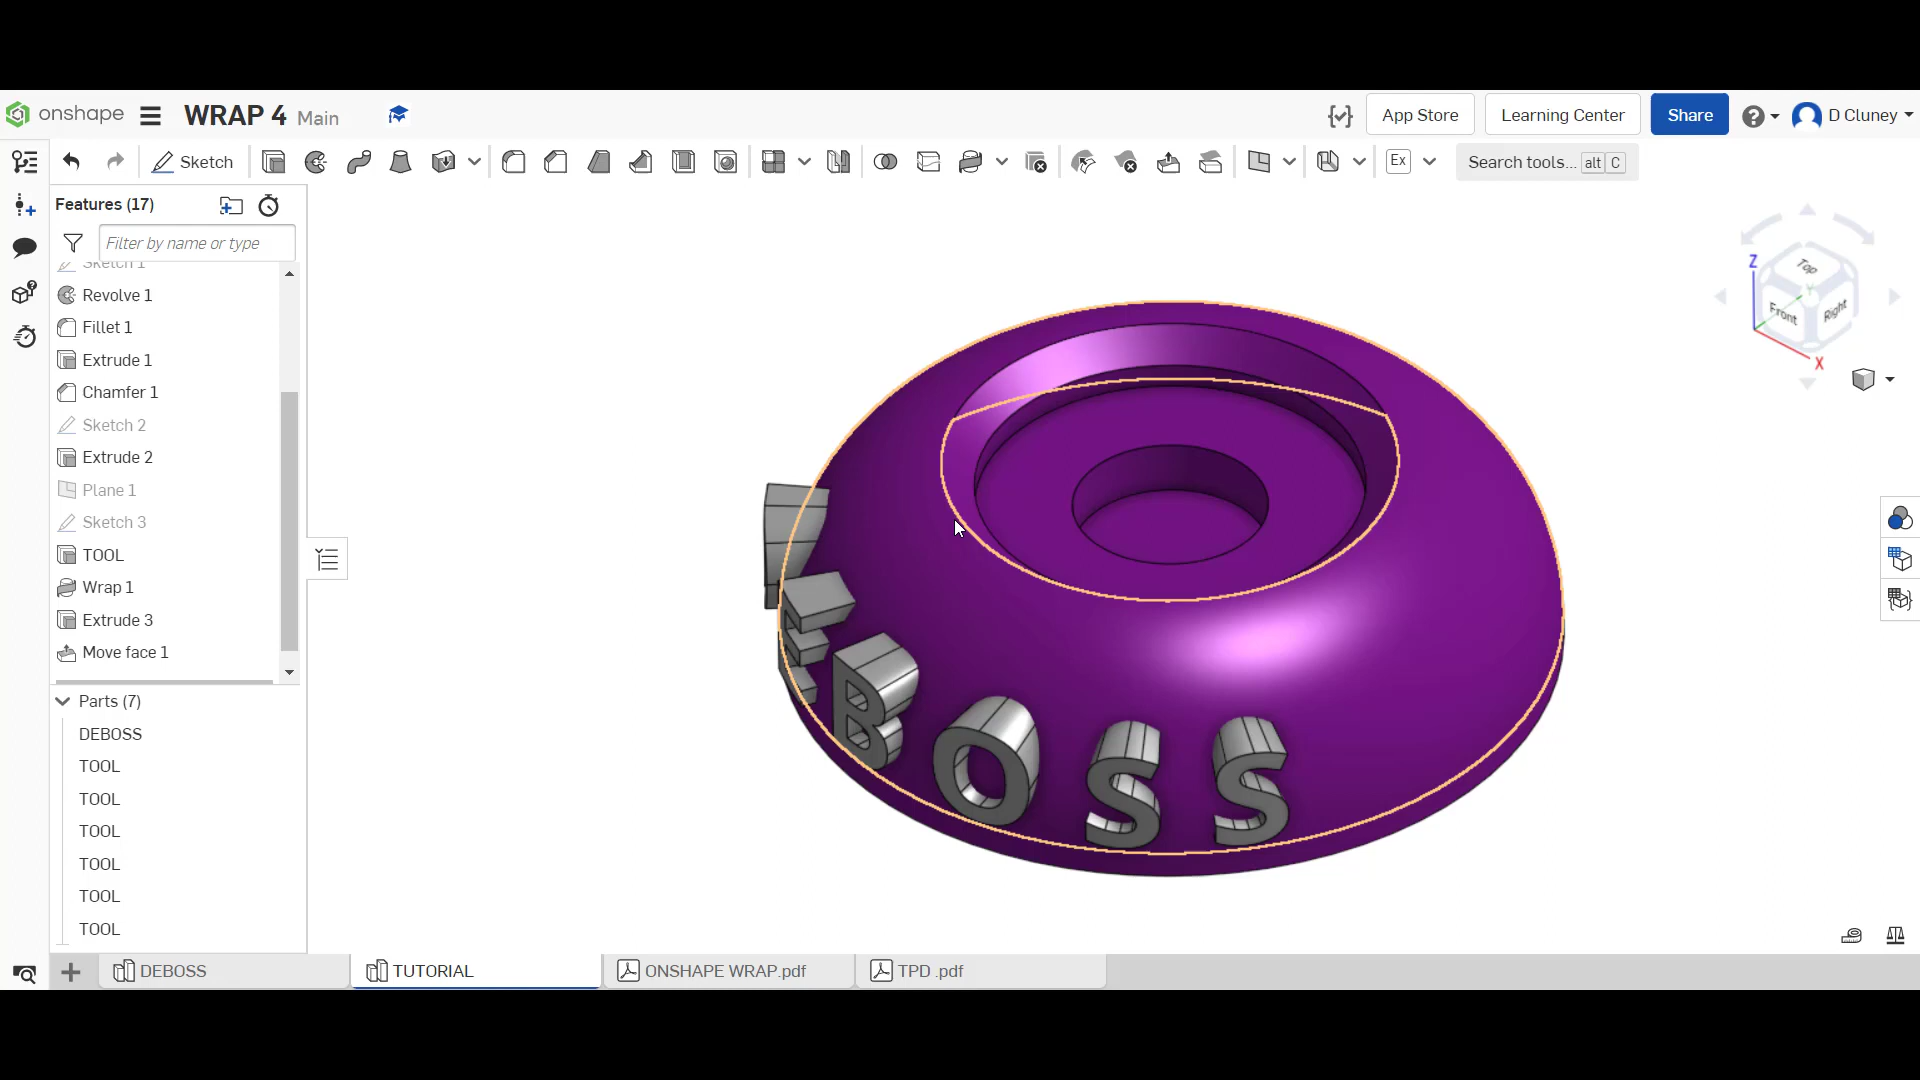 onshape WRAP 4 Main App Store Learning Center Share D Cluney
Sketch Ex Search tools... alt C
Features (17)
Filter by name or type
Sketch 1
Revolve 1
Fillet 1
Extrude 1
Chamfer 1
Sketch 2
Extrude 2
Plane 1
Sketch 3
TOOL
Wrap 1
Extrude 3
Move face 1
Parts (7)
DEBOSS
TOOL
TOOL
TOOL
TOOL
TOOL
TOOL
Z
Top
Y
Front
Right
X
E
B
O
S
S
DEBOSS TUTORIAL ONSHAPE WRAP.pdf TPD .pdf